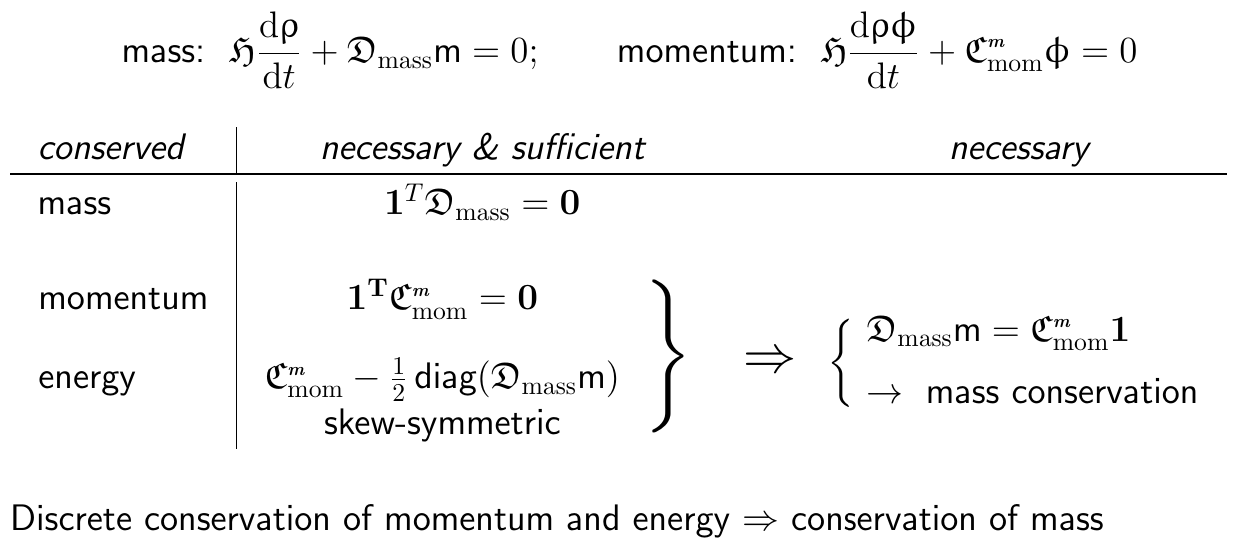 mass: ℌ dρ/dt + 𝔇_mass m = 0; momentum: ℌ dρϕ/dt + ℭ^m_mom ϕ = 0
conserved necessary & sufficient necessary
mass 1^T 𝔇_mass = 0
momentum 1^T ℭ^m_mom = 0
energy ℭ^m_mom − ½ diag(𝔇_mass m)
skew-symmetric
} ⇒ { 𝔇_mass m = ℭ^m_mom 1
→ mass conservation
Discrete conservation of momentum and energy ⇒ conservation of mass